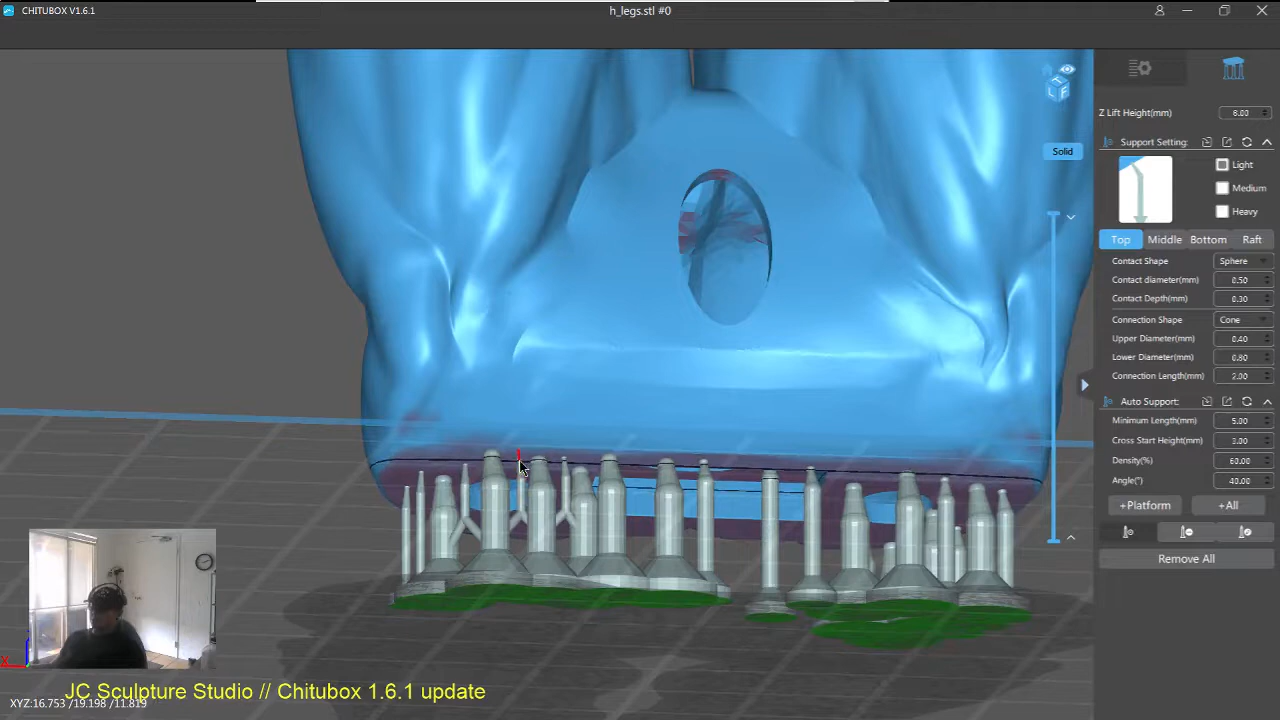 CHITUBOX V1.6.1
h_legs.stl #0
Z Lift Height(mm) 6.00
Support Setting:
Light
Medium
Heavy
Solid
Top Middle Bottom Raft
Contact Shape Sphere
Contact diameter(mm) 0.50
Contact Depth(mm) 0.30
Connection Shape Cone
Upper Diameter(mm) 0.40
Lower Diameter(mm) 0.80
Connection Length(mm) 2.00
Auto Support:
Minimum Length(mm) 5.00
Cross Start Height(mm) 3.00
Density(%) 60.00
Angle(°) 40.00
+Platform +All
Remove All
X
JC Sculpture Studio // Chitubox 1.6.1 update
XYZ:16.753 /19.198 /11.819